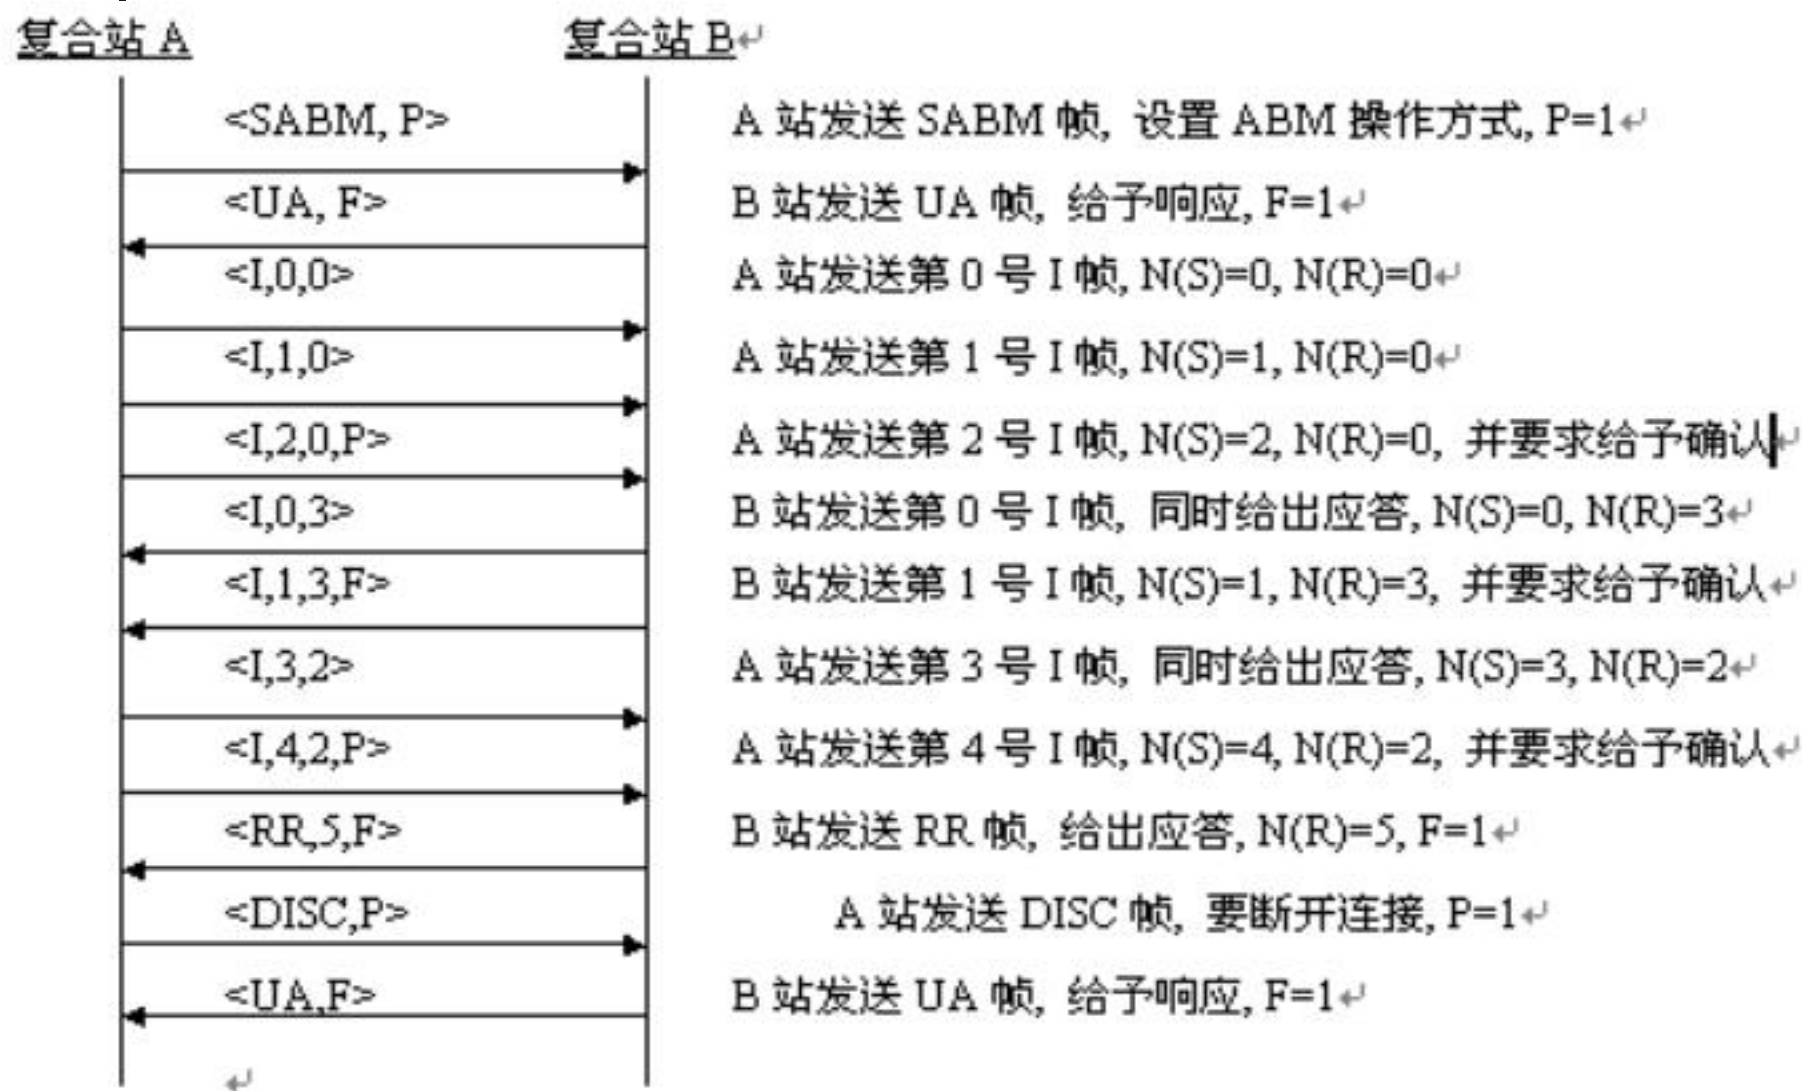 复合站 A 复合站 B
<SABM, P> A 站发送 SABM 帧, 设置 ABM 操作方式, P=1
<UA, F> B 站发送 UA 帧, 给予响应, F=1
<I,0,0> A 站发送第 0 号 I 帧, N(S)=0, N(R)=0
<I,1,0> A 站发送第 1 号 I 帧, N(S)=1, N(R)=0
<I,2,0,P> A 站发送第 2 号 I 帧, N(S)=2, N(R)=0, 并要求给予确认
<I,0,3> B 站发送第 0 号 I 帧, 同时给出应答, N(S)=0, N(R)=3
<I,1,3,F> B 站发送第 1 号 I 帧, N(S)=1, N(R)=3, 并要求给予确认
<I,3,2> A 站发送第 3 号 I 帧, 同时给出应答, N(S)=3, N(R)=2
<I,4,2,P> A 站发送第 4 号 I 帧, N(S)=4, N(R)=2, 并要求给予确认
<RR,5,F> B 站发送 RR 帧, 给出应答, N(R)=5, F=1
<DISC,P> A 站发送 DISC 帧, 要断开连接, P=1
<UA,F> B 站发送 UA 帧, 给予响应, F=1